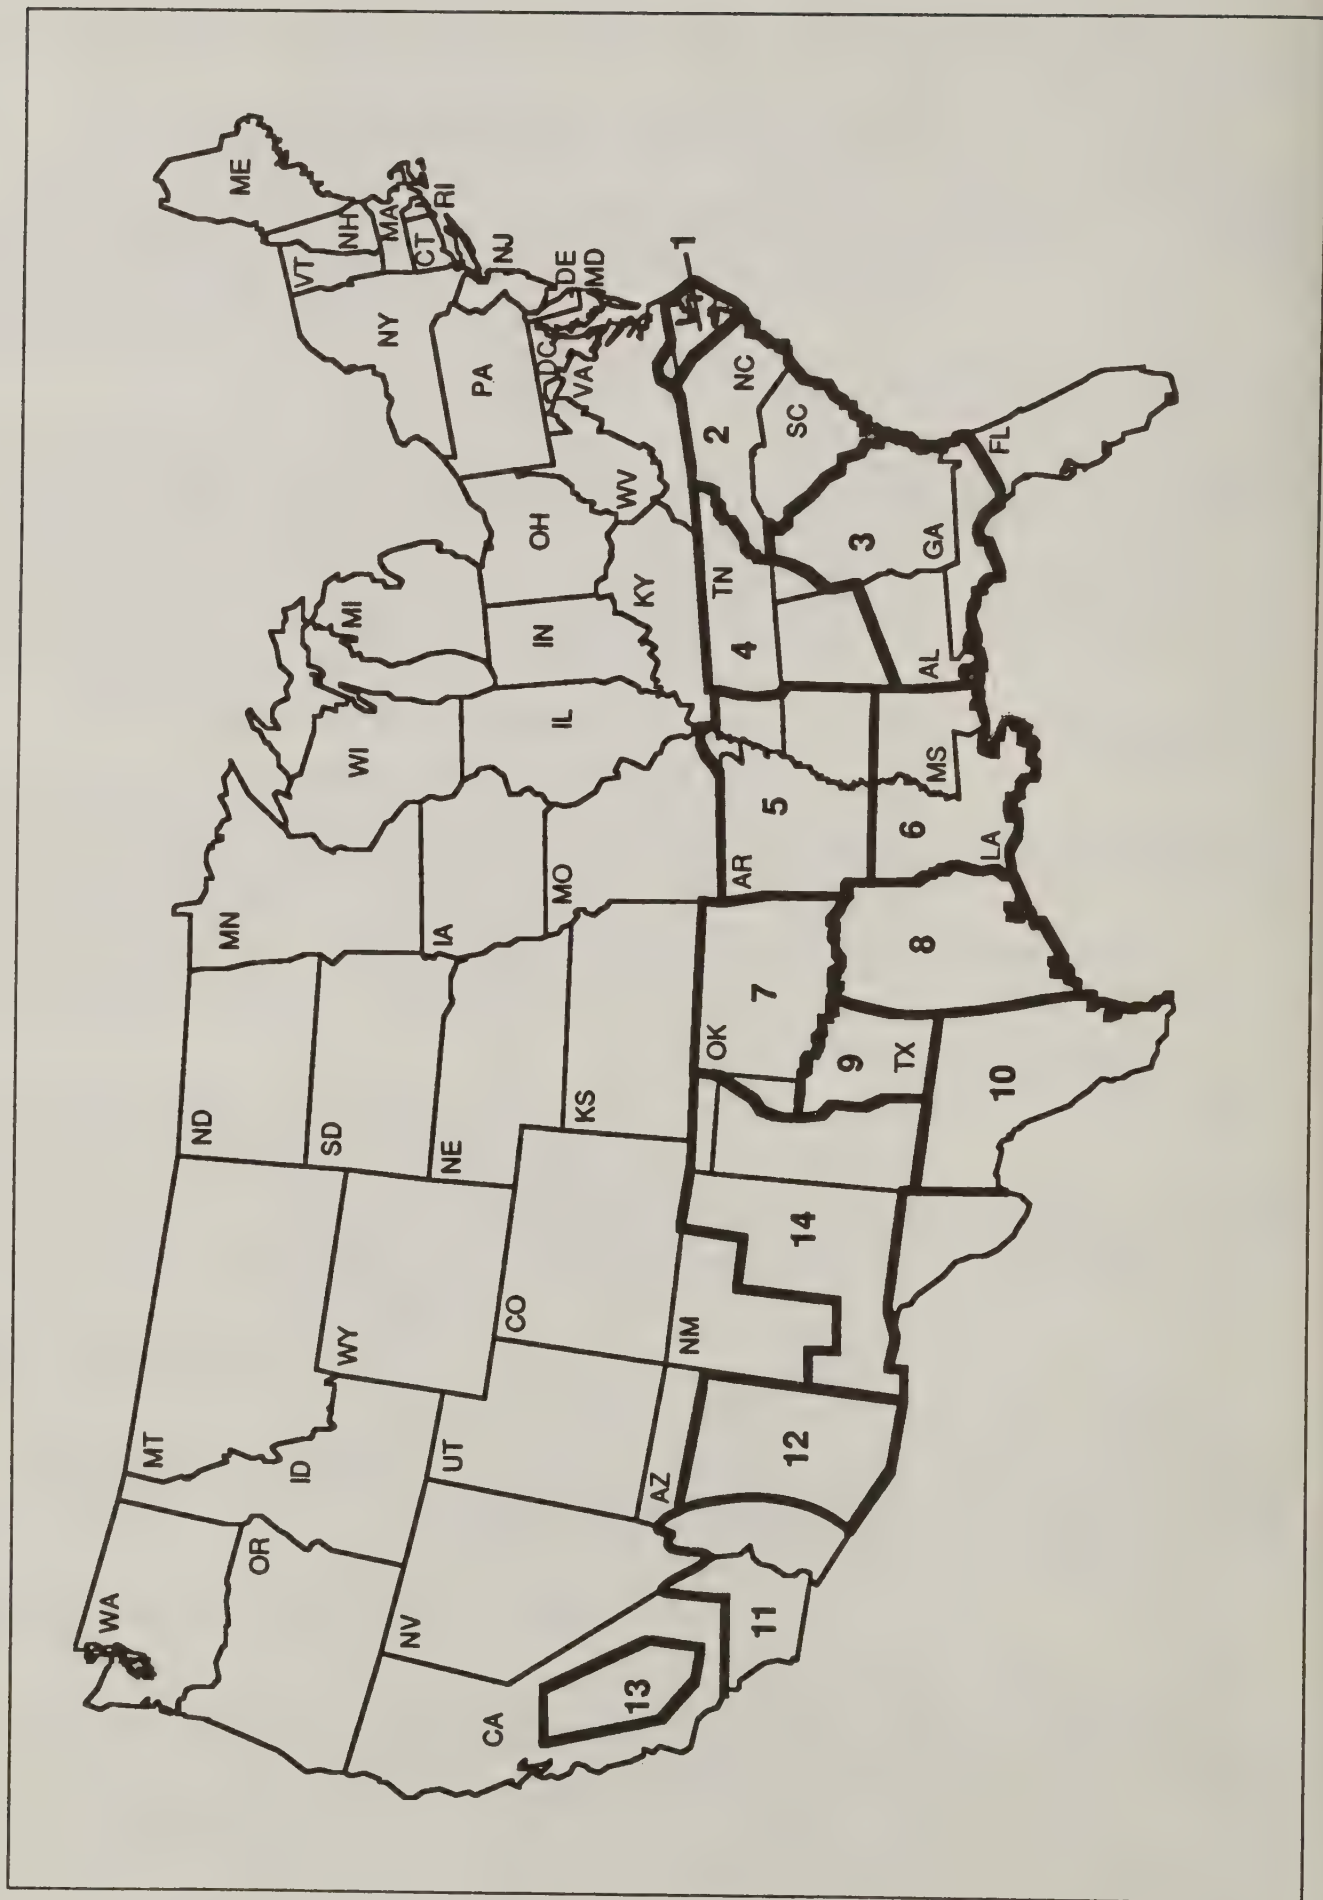 WA
MT
ND
MN
ME
VT
NH
MA
RI
CT
NY
NJ
DE
MD
DC
PA
VA
WV
OH
MI
WI
IN
IL
KY
IA
SD
ID
OR
WY
NE
NV
UT
CO
KS
MO
CA
13
AZ
NM
OK
AR
TN
4
2
NC
1
SC
11
12
14
7
5
3
GA
9
TX
8
6
LA
MS
AL
FL
10